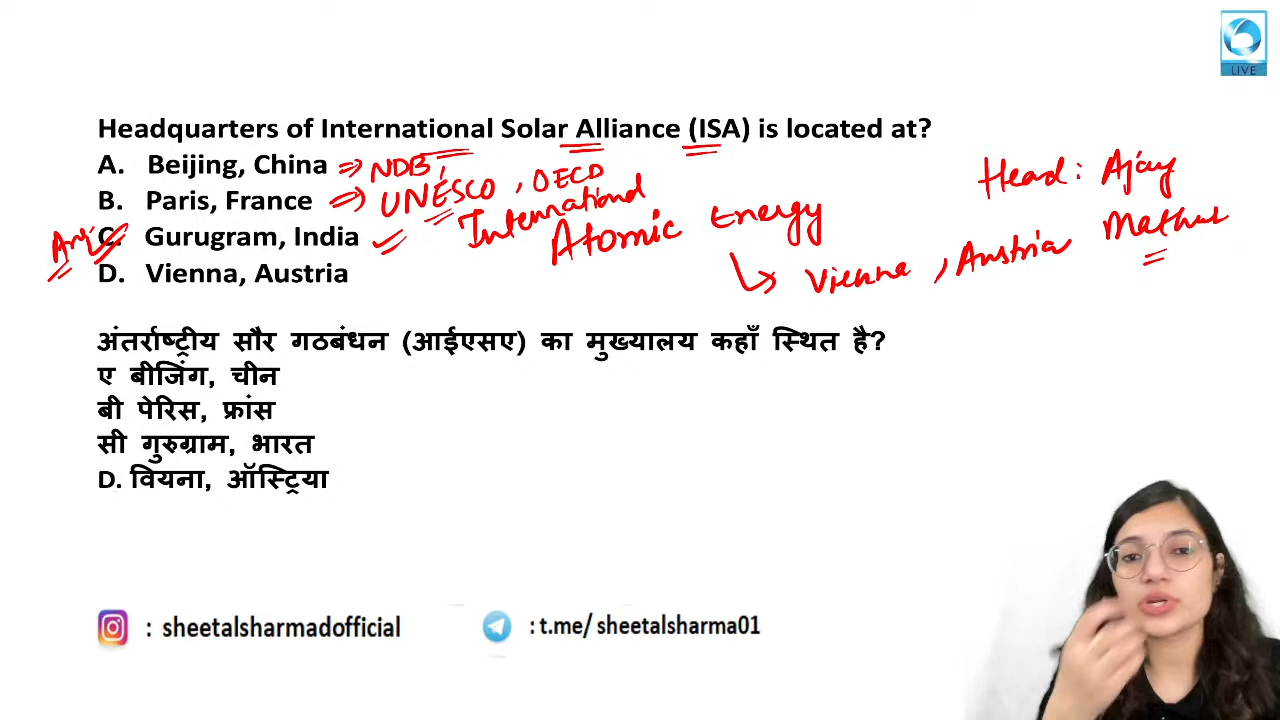 LIVE
Headquarters of International Solar Alliance (ISA) is located at?
A. Beijing, China ⇒ NDB,
B. Paris, France ⇒ UNESCO, OECD
C. Gurugram, India ✓
D. Vienna, Austria
Ans
International
Atomic Energy
↳ Vienna, Austria
Head : Ajay
Mathur
अंतर्राष्ट्रीय सौर गठबंधन (आईएसए) का मुख्यालय कहाँ स्थित है?
ए बीजिंग, चीन
बी पेरिस, फ्रांस
सी गुरुग्राम, भारत
D. वियना, ऑस्ट्रिया
: sheetalsharmadofficial
: t.me/ sheetalsharma01